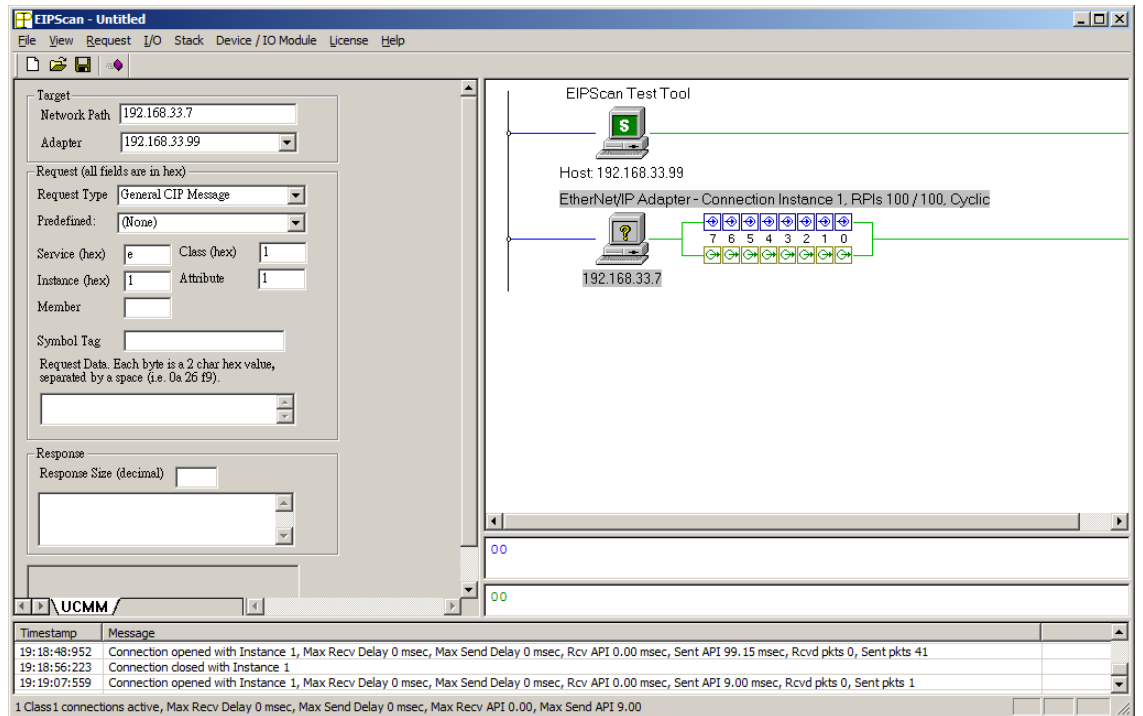 EIPScan - Untitled
File View Request I/O Stack Device / IO Module License Help
Target
Network Path 192.168.33.7
Adapter 192.168.33.99
Request (all fields are in hex)
Request Type General CIP Message
Predefined: (None)
Service (hex) e Class (hex) 1
Instance (hex) 1 Attribute 1
Member
Symbol Tag
Request Data. Each byte is a 2 char hex value,
separated by a space (i.e. 0a 26 f9).
Response
Response Size (decimal)
UCMM
EIPScan Test Tool
S
Host: 192.168.33.99
EtherNet/IP Adapter - Connection Instance 1, RPIs 100 / 100, Cyclic
?
7 6 5 4 3 2 1 0
192.168.33.7
00
00
Timestamp Message
19:18:48:952 Connection opened with Instance 1, Max Recv Delay 0 msec, Max Send Delay 0 msec, Rcv API 0.00 msec, Sent API 99.15 msec, Rcvd pkts 0, Sent pkts 41
19:18:56:223 Connection closed with Instance 1
19:19:07:559 Connection opened with Instance 1, Max Recv Delay 0 msec, Max Send Delay 0 msec, Rcv API 0.00 msec, Sent API 9.00 msec, Rcvd pkts 0, Sent pkts 1
1 Class1 connections active, Max Recv Delay 0 msec, Max Send Delay 0 msec, Max Recv API 0.00, Max Send API 9.00